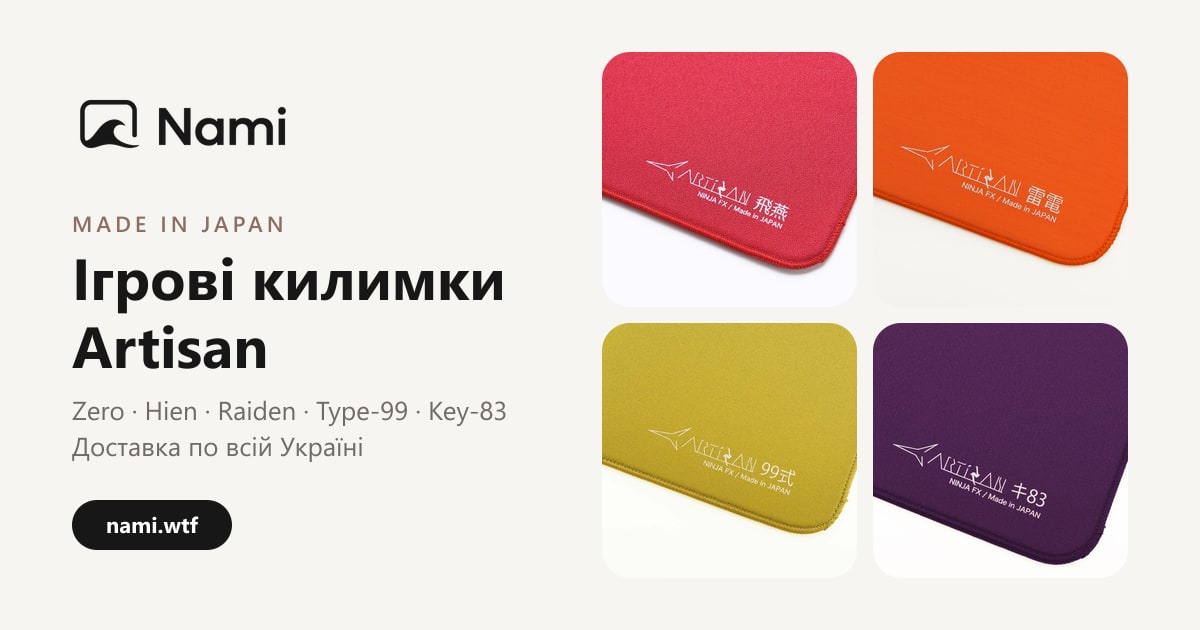 Nami
MADE IN JAPAN
Ігрові килимки
Artisan
Zero · Hien · Raiden · Type-99 · Key-83
Доставка по всій Україні
nami.wtf
ARTISAN 飛燕
NINJA FX / Made in JAPAN
ARTISAN 雷電
NINJA FX / Made in JAPAN
ARTISAN 99式
NINJA FX / Made in JAPAN
ARTISAN キ83
NINJA FX / Made in JAPAN